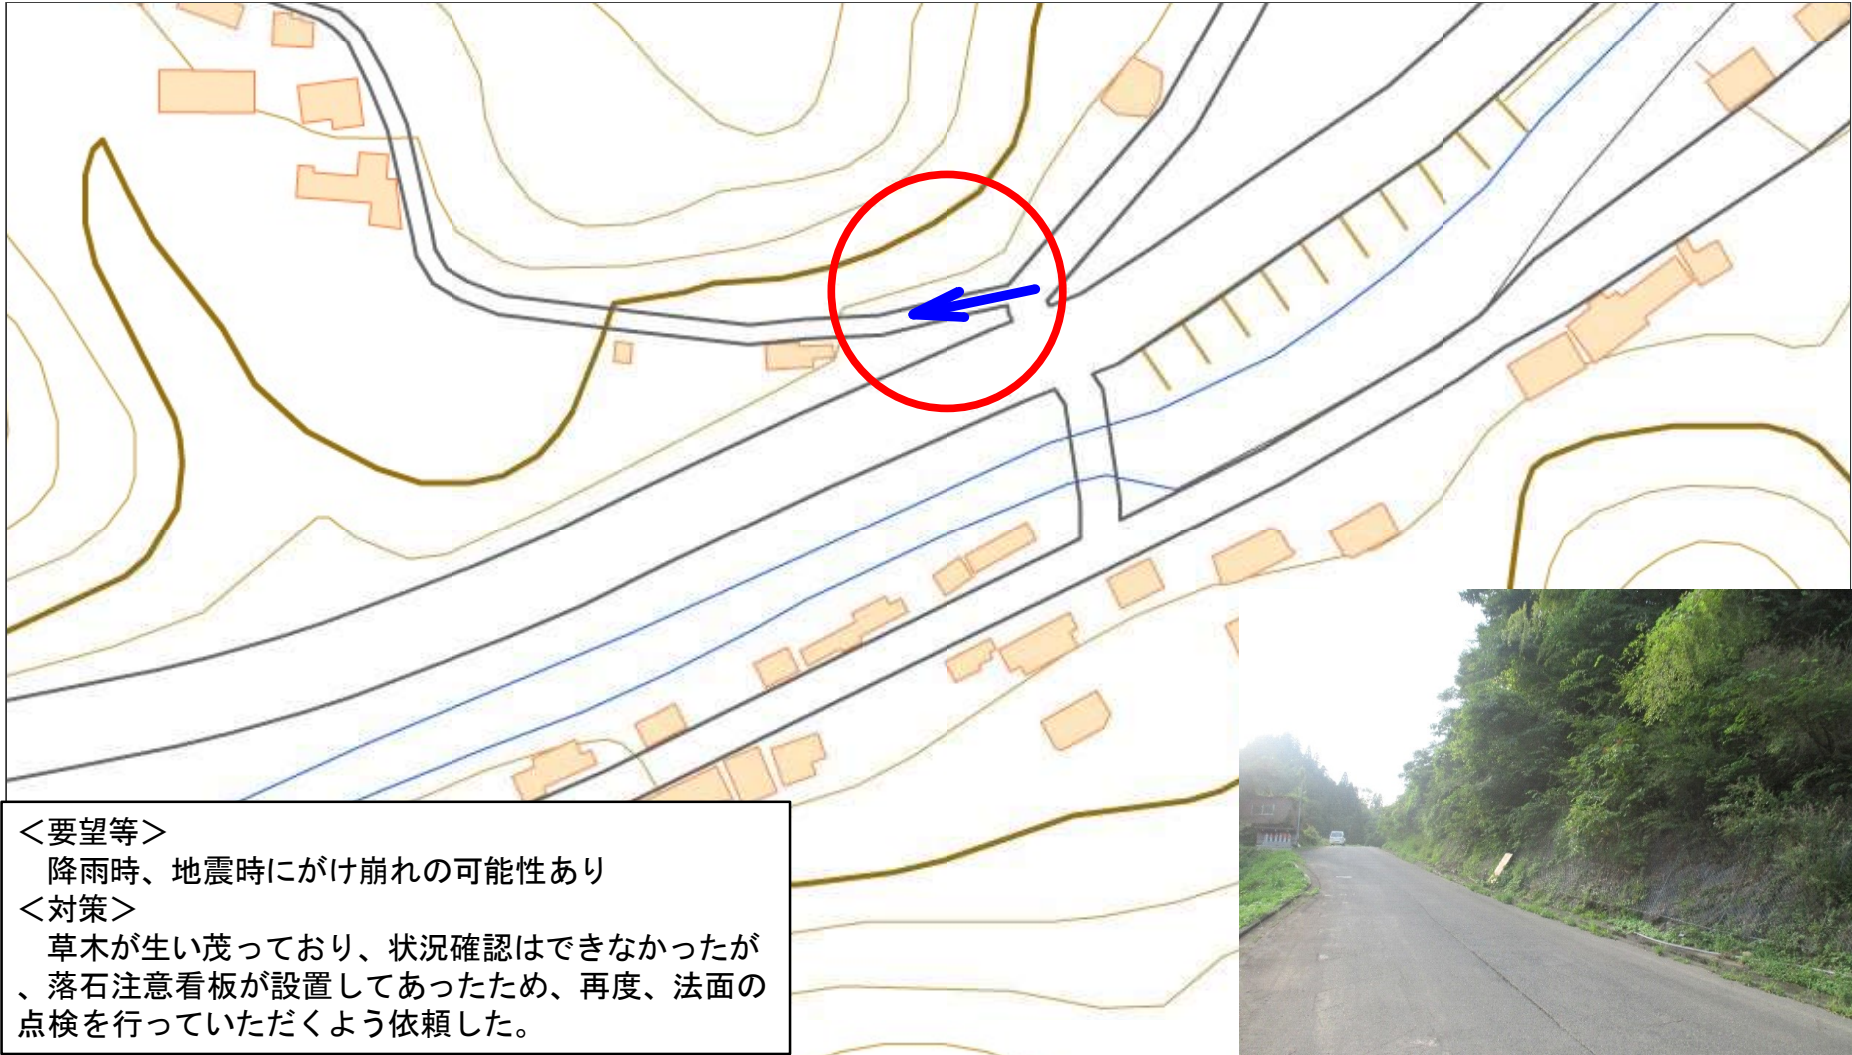 ＜要望等＞
　降雨時、地震時にがけ崩れの可能性あり
＜対策＞
　草木が生い茂っており、状況確認はできなかったが
、落石注意看板が設置してあったため、再度、法面の
点検を行っていただくよう依頼した。